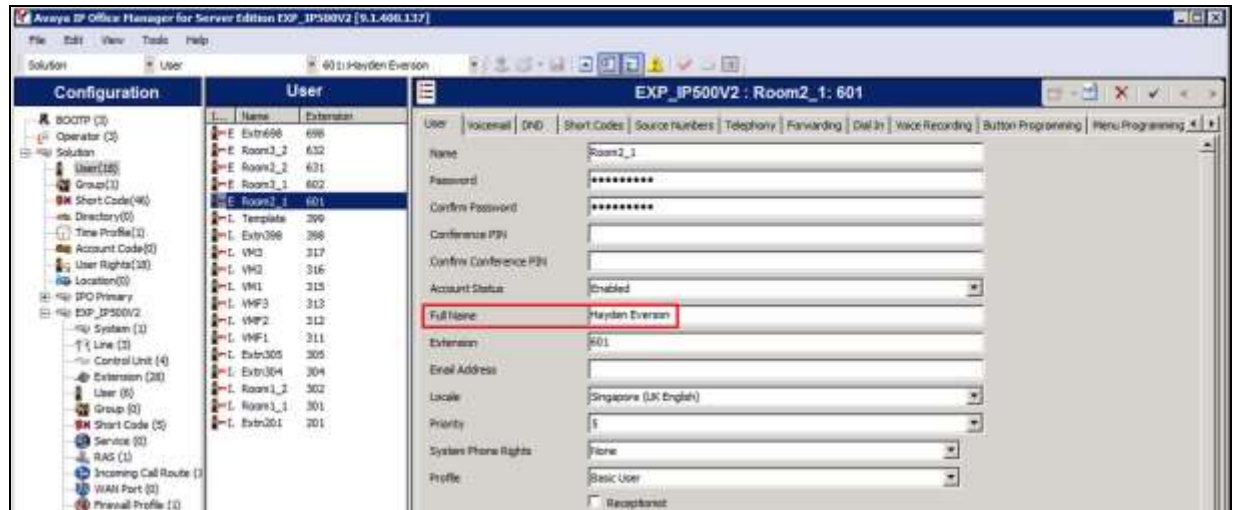 Avaya IP Office Manager for Server Edition EXP_IP500V2 [9.1.400.137]
File Edit View Tools Help
Solution User 601: Hayden Everson
Configuration
BOOTP (3)
Operator (3)
Solution
User(18)
Group(1)
Short Code(46)
Directory(0)
Time Profile(1)
Account Code(0)
User Rights(18)
Location(0)
IPO Primary
EXP_IP500V2
System (1)
Line (3)
Control Unit (4)
Extension (28)
User (6)
Group (0)
Short Code (5)
Service (0)
RAS (1)
Incoming Call Route (
WAN Port (0)
Firewall Profile (1)
User
Name Extension
E Extn698 698
E Room3_2 632
E Room2_2 631
E Room3_1 602
E Room2_1 601
L Template 399
L Extn398 398
L VM3 317
L VM2 316
L VM1 315
L VMF3 313
L VMF2 312
L VMF1 311
L Extn305 305
L Extn304 304
L Room1_2 302
L Room1_1 301
L Extn201 201
EXP_IP500V2 : Room2_1: 601
User Voicemail DND Short Codes Source Numbers Telephony Forwarding Dial In Voice Recording Button Programming Menu Programming
Name Room2_1
Password •••••••••
Confirm Password •••••••••
Conference PIN
Confirm Conference PIN
Account Status Enabled
Full Name Hayden Everson
Extension 601
Email Address
Locale Singapore (UK English)
Priority 5
System Phone Rights None
Profile Basic User
Receptionist